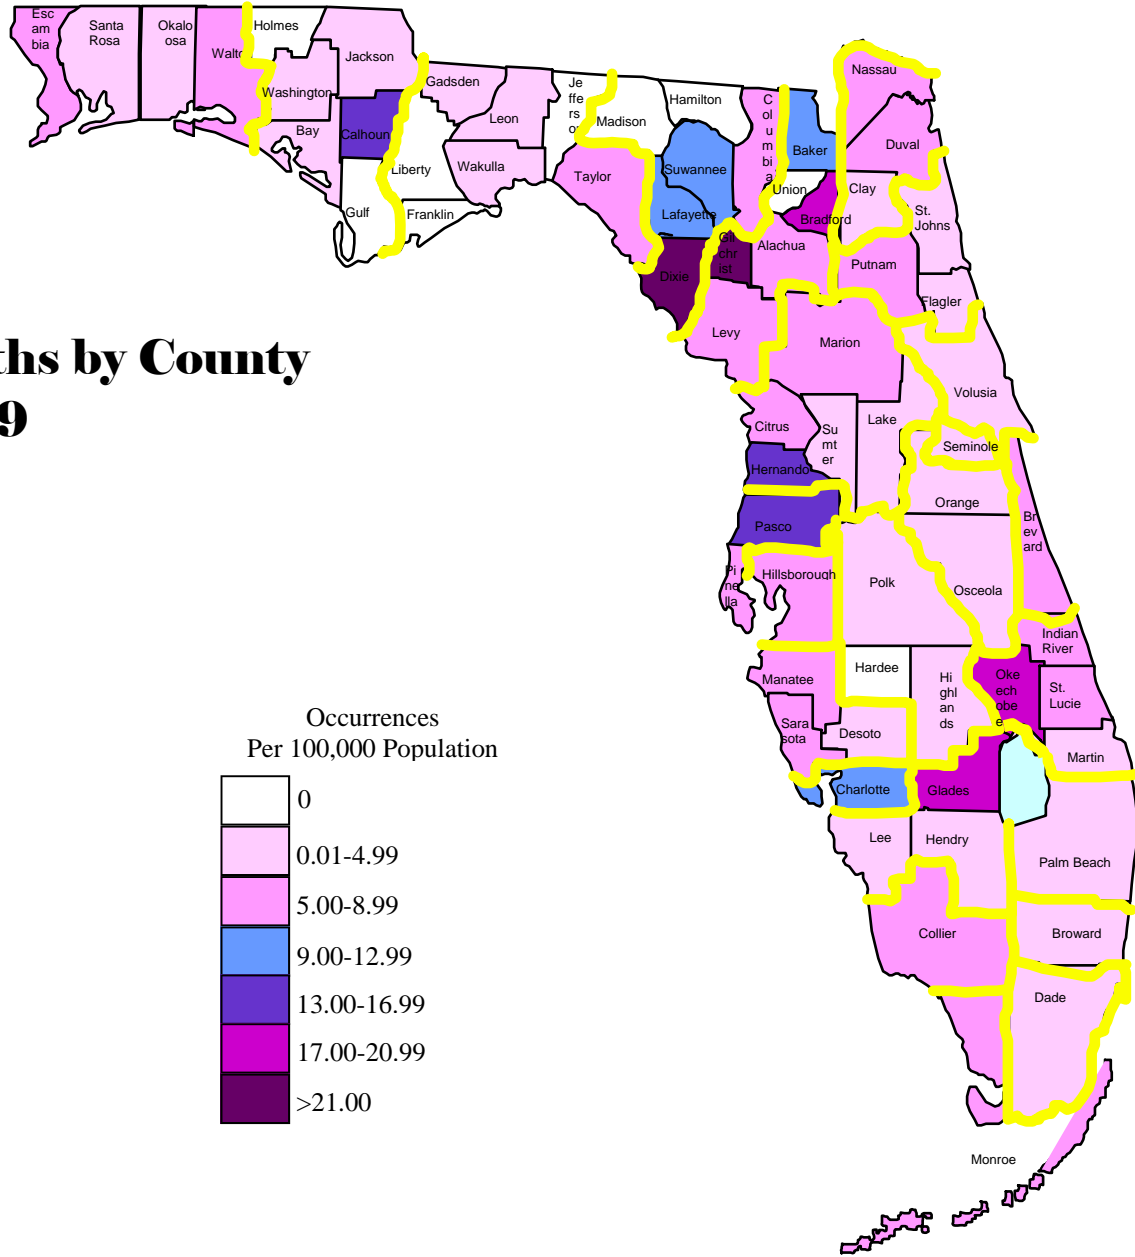 Esc
am
bia
Santa
Rosa
Okalo
osa
Walto
Holmes
Washington
Bay
Jackson
Calhoun
Gulf
Gadsden
Liberty
Franklin
Leon
Wakulla
Je
ffe
rs
Madison
Taylor
Hamilton
Suwannee
Lafayette
Dixie
C
o
l
u
m
bi
a
Baker
Union
Bradford
Gil
chr
ist
Alachua
Levy
Nassau
Duval
Clay
St.
Johns
Putnam
Flagler
Marion
Volusia
Citrus
Su
mt
er
Lake
Seminole
Hernando
Orange
Pasco
Br
ev
ard
Pi
ne
lla
Hillsborough
Polk
Osceola
Indian
River
Manatee
Hardee
Hi
ghl
an
ds
Oke
ech
obe
e
St.
Lucie
Sara
sota
Desoto
Martin
Charlotte
Glades
Lee
Hendry
Palm Beach
Collier
Broward
Dade
Monroe
ths by County
9
Occurrences
Per 100,000 Population
0
0.01-4.99
5.00-8.99
9.00-12.99
13.00-16.99
17.00-20.99
>21.00